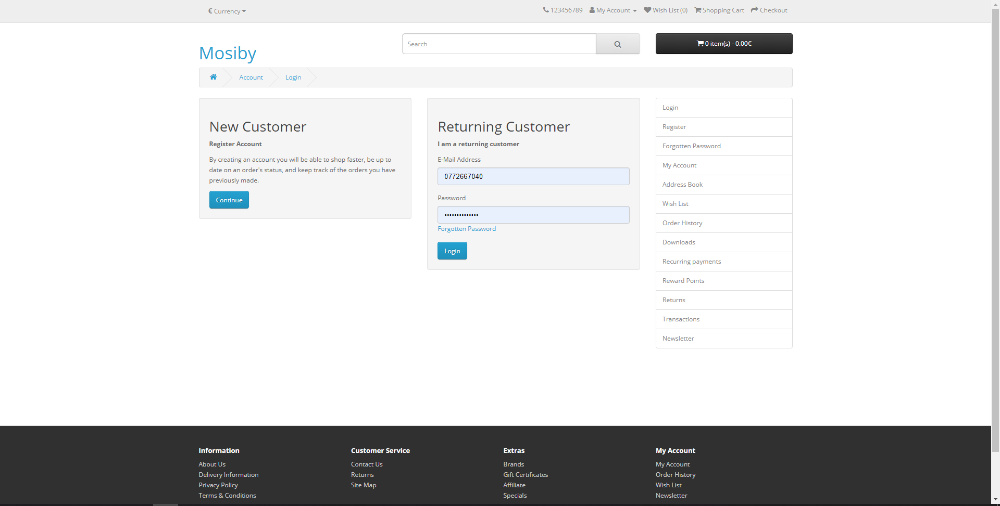 € Currency
123456789 My Account Wish List (0) Shopping Cart Checkout
Mosiby
Search
0 item(s) - 0.00€
Account
Login
New Customer
Register Account
By creating an account you will be able to shop faster, be up to
date on an order's status, and keep track of the orders you have
previously made.
Continue
Returning Customer
I am a returning customer
E-Mail Address
0772667040
Password
••••••••••••••
Forgotten Password
Login
Login
Register
Forgotten Password
My Account
Address Book
Wish List
Order History
Downloads
Recurring payments
Reward Points
Returns
Transactions
Newsletter
Information
About Us
Delivery Information
Privacy Policy
Terms & Conditions
Customer Service
Contact Us
Returns
Site Map
Extras
Brands
Gift Certificates
Affiliate
Specials
My Account
My Account
Order History
Wish List
Newsletter